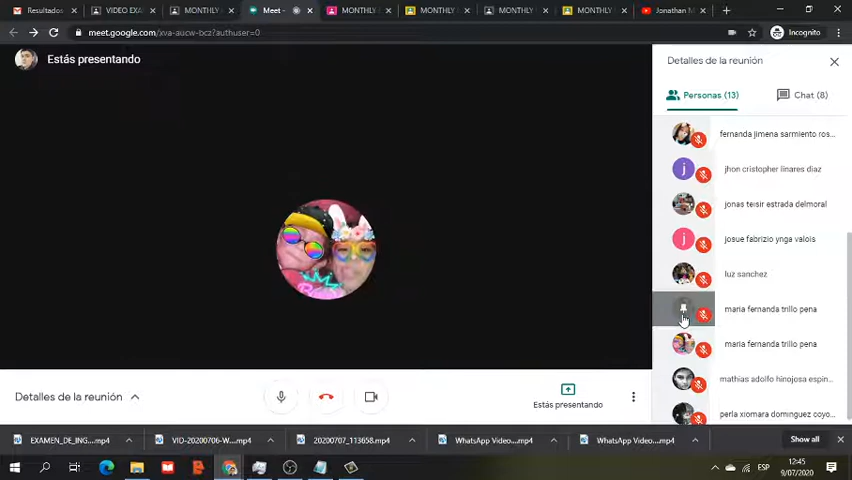 Resultados
VIDEO EXA
MONTHLY
Meet -
MONTHLY
MONTHLY
MONTHLY
MONTHLY
Jonathan M
meet.google.com/xva-aucw-bcz?authuser=0
Incognito
Estás presentando
Detalles de la reunión
Personas (13)
Chat (8)
fernanda jimena sarmiento ros...
j jhon cristopher linares diaz
jonas teisir estrada delmoral
j josue fabrizio ynga valois
luz sanchez
maria fernanda trillo pena
maria fernanda trillo pena
mathias adolfo hinojosa espin...
perla xiomara dominguez coyo...
Detalles de la reunión
Estás presentando
EXAMEN_DE_ING....mp4
VID-20200706-W....mp4
20200707_113658.mp4
WhatsApp Video....mp4
WhatsApp Video....mp4
Show all
ESP
12:45
9/07/2020